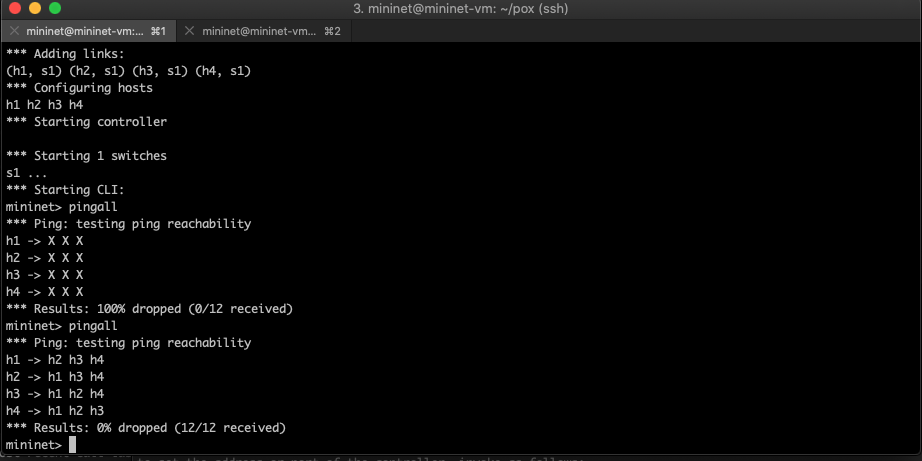 3. mininet@mininet-vm: ~/pox (ssh)
mininet@mininet-vm:... ⌘1 mininet@mininet-vm... ⌘2
*** Adding links:
(h1, s1) (h2, s1) (h3, s1) (h4, s1)
*** Configuring hosts
h1 h2 h3 h4
*** Starting controller
*** Starting 1 switches
s1 ...
*** Starting CLI:
mininet> pingall
*** Ping: testing ping reachability
h1 -> X X X
h2 -> X X X
h3 -> X X X
h4 -> X X X
*** Results: 100% dropped (0/12 received)
mininet> pingall
*** Ping: testing ping reachability
h1 -> h2 h3 h4
h2 -> h1 h3 h4
h3 -> h1 h2 h4
h4 -> h1 h2 h3
*** Results: 0% dropped (12/12 received)
mininet>